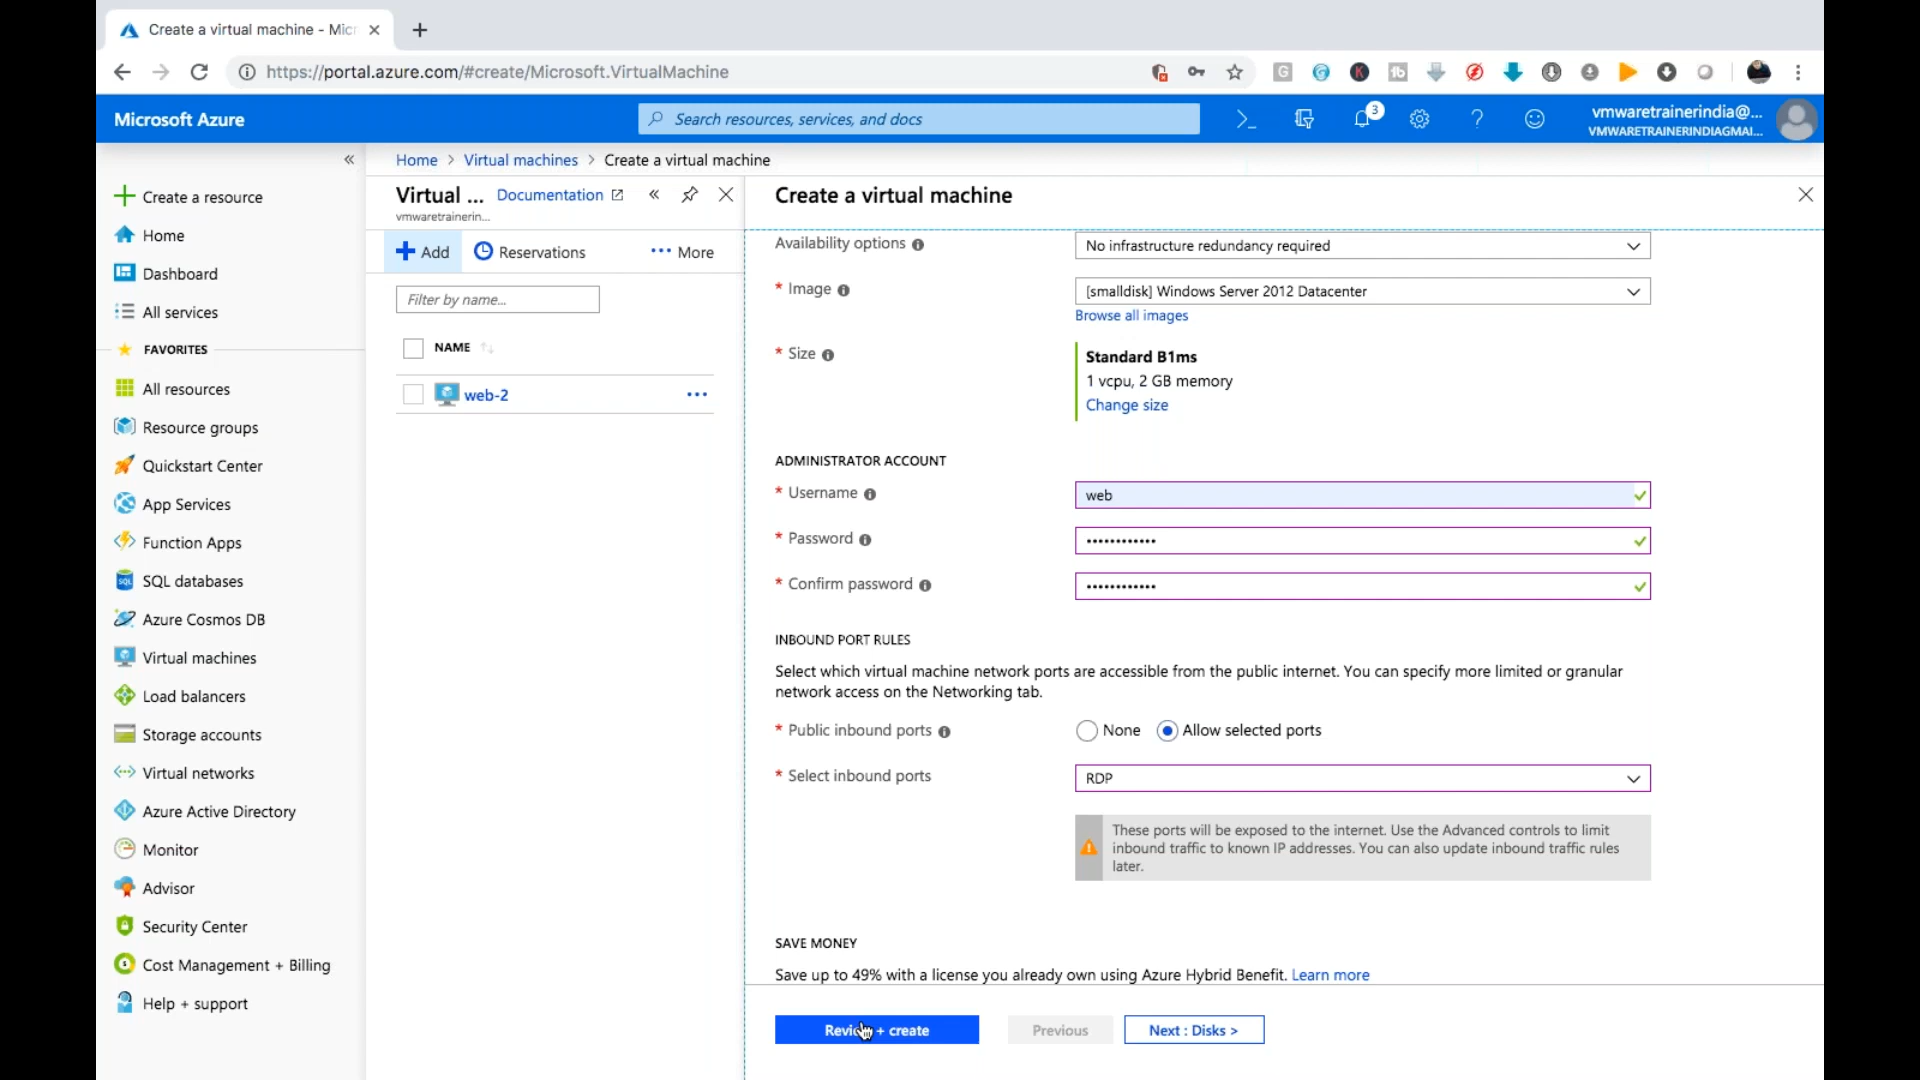 Create a virtual machine - Micr
https://portal.azure.com/#create/Microsoft.VirtualMachine
Microsoft Azure
Search resources, services, and docs
3
vmwaretrainerindia@...
VMWARETRAINERINDIAGMAI...
Create a resource
Home
Dashboard
All services
FAVORITES
All resources
Resource groups
Quickstart Center
App Services
Function Apps
SQL databases
Azure Cosmos DB
Virtual machines
Load balancers
Storage accounts
Virtual networks
Azure Active Directory
Monitor
Advisor
Security Center
Cost Management + Billing
Help + support
Home > Virtual machines > Create a virtual machine
Virtual ... Documentation
vmwaretrainerin...
Add Reservations ... More
Filter by name...
NAME
web-2 ...
Create a virtual machine
Availability options No infrastructure redundancy required
* Image [smalldisk] Windows Server 2012 Datacenter
Browse all images
* Size Standard B1ms
1 vcpu, 2 GB memory
Change size
ADMINISTRATOR ACCOUNT
* Username web
* Password ••••••••••••
* Confirm password ••••••••••••
INBOUND PORT RULES
Select which virtual machine network ports are accessible from the public internet. You can specify more limited or granular
network access on the Networking tab.
* Public inbound ports None Allow selected ports
* Select inbound ports RDP
These ports will be exposed to the internet. Use the Advanced controls to limit
inbound traffic to known IP addresses. You can also update inbound traffic rules
later.
SAVE MONEY
Save up to 49% with a license you already own using Azure Hybrid Benefit. Learn more
Review + create Previous Next : Disks >